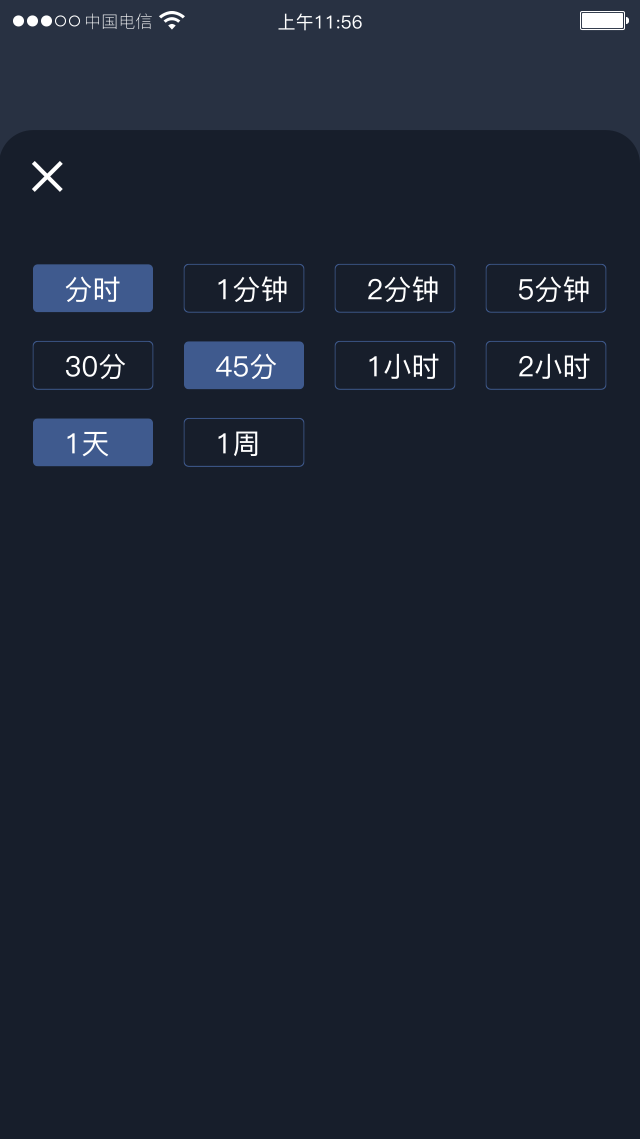 中国电信 上午11:56
分时 1分钟 2分钟 5分钟
30分 45分 1小时 2小时
1天 1周